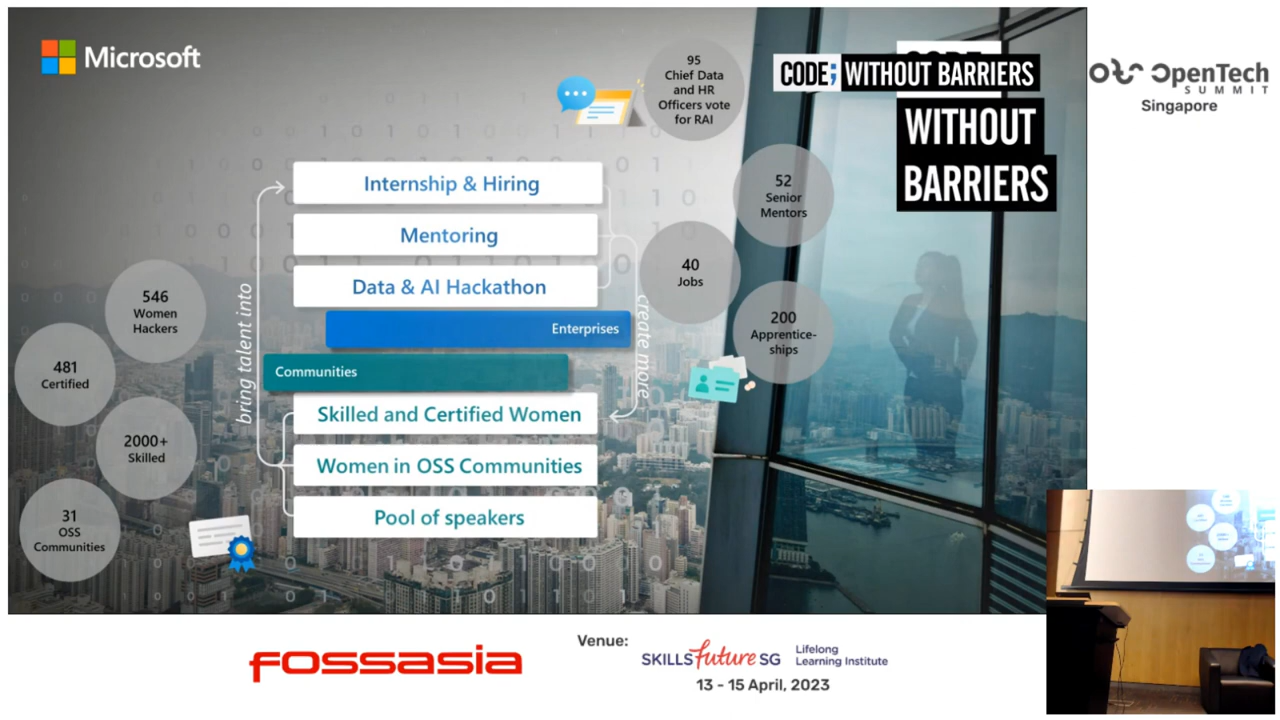 Microsoft
95
Chief Data
and HR
Officers vote
for RAI
CODE; WITHOUT BARRIERS
WITHOUT
BARRIERS
OpenTech
SUMMIT
Singapore
Internship & Hiring
Mentoring
Data & AI Hackathon
Enterprises
Communities
Skilled and Certified Women
Women in OSS Communities
Pool of speakers
bring talent into
create more
52
Senior
Mentors
40
Jobs
200
Apprentice-
ships
546
Women
Hackers
481
Certified
2000+
Skilled
31
OSS
Communities
fossasia
Venue:
SKILLS future SG
Lifelong
Learning Institute
13 - 15 April, 2023